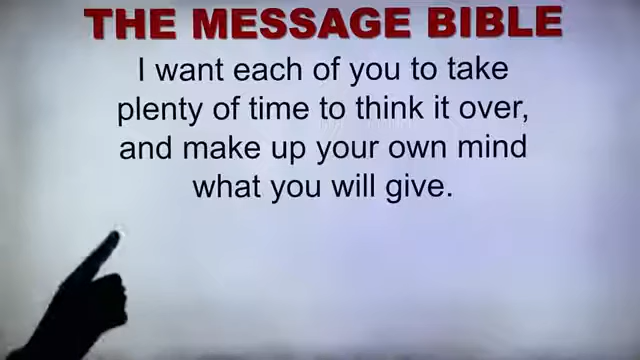 THE MESSAGE BIBLE
I want each of you to take
plenty of time to think it over,
and make up your own mind
what you will give.